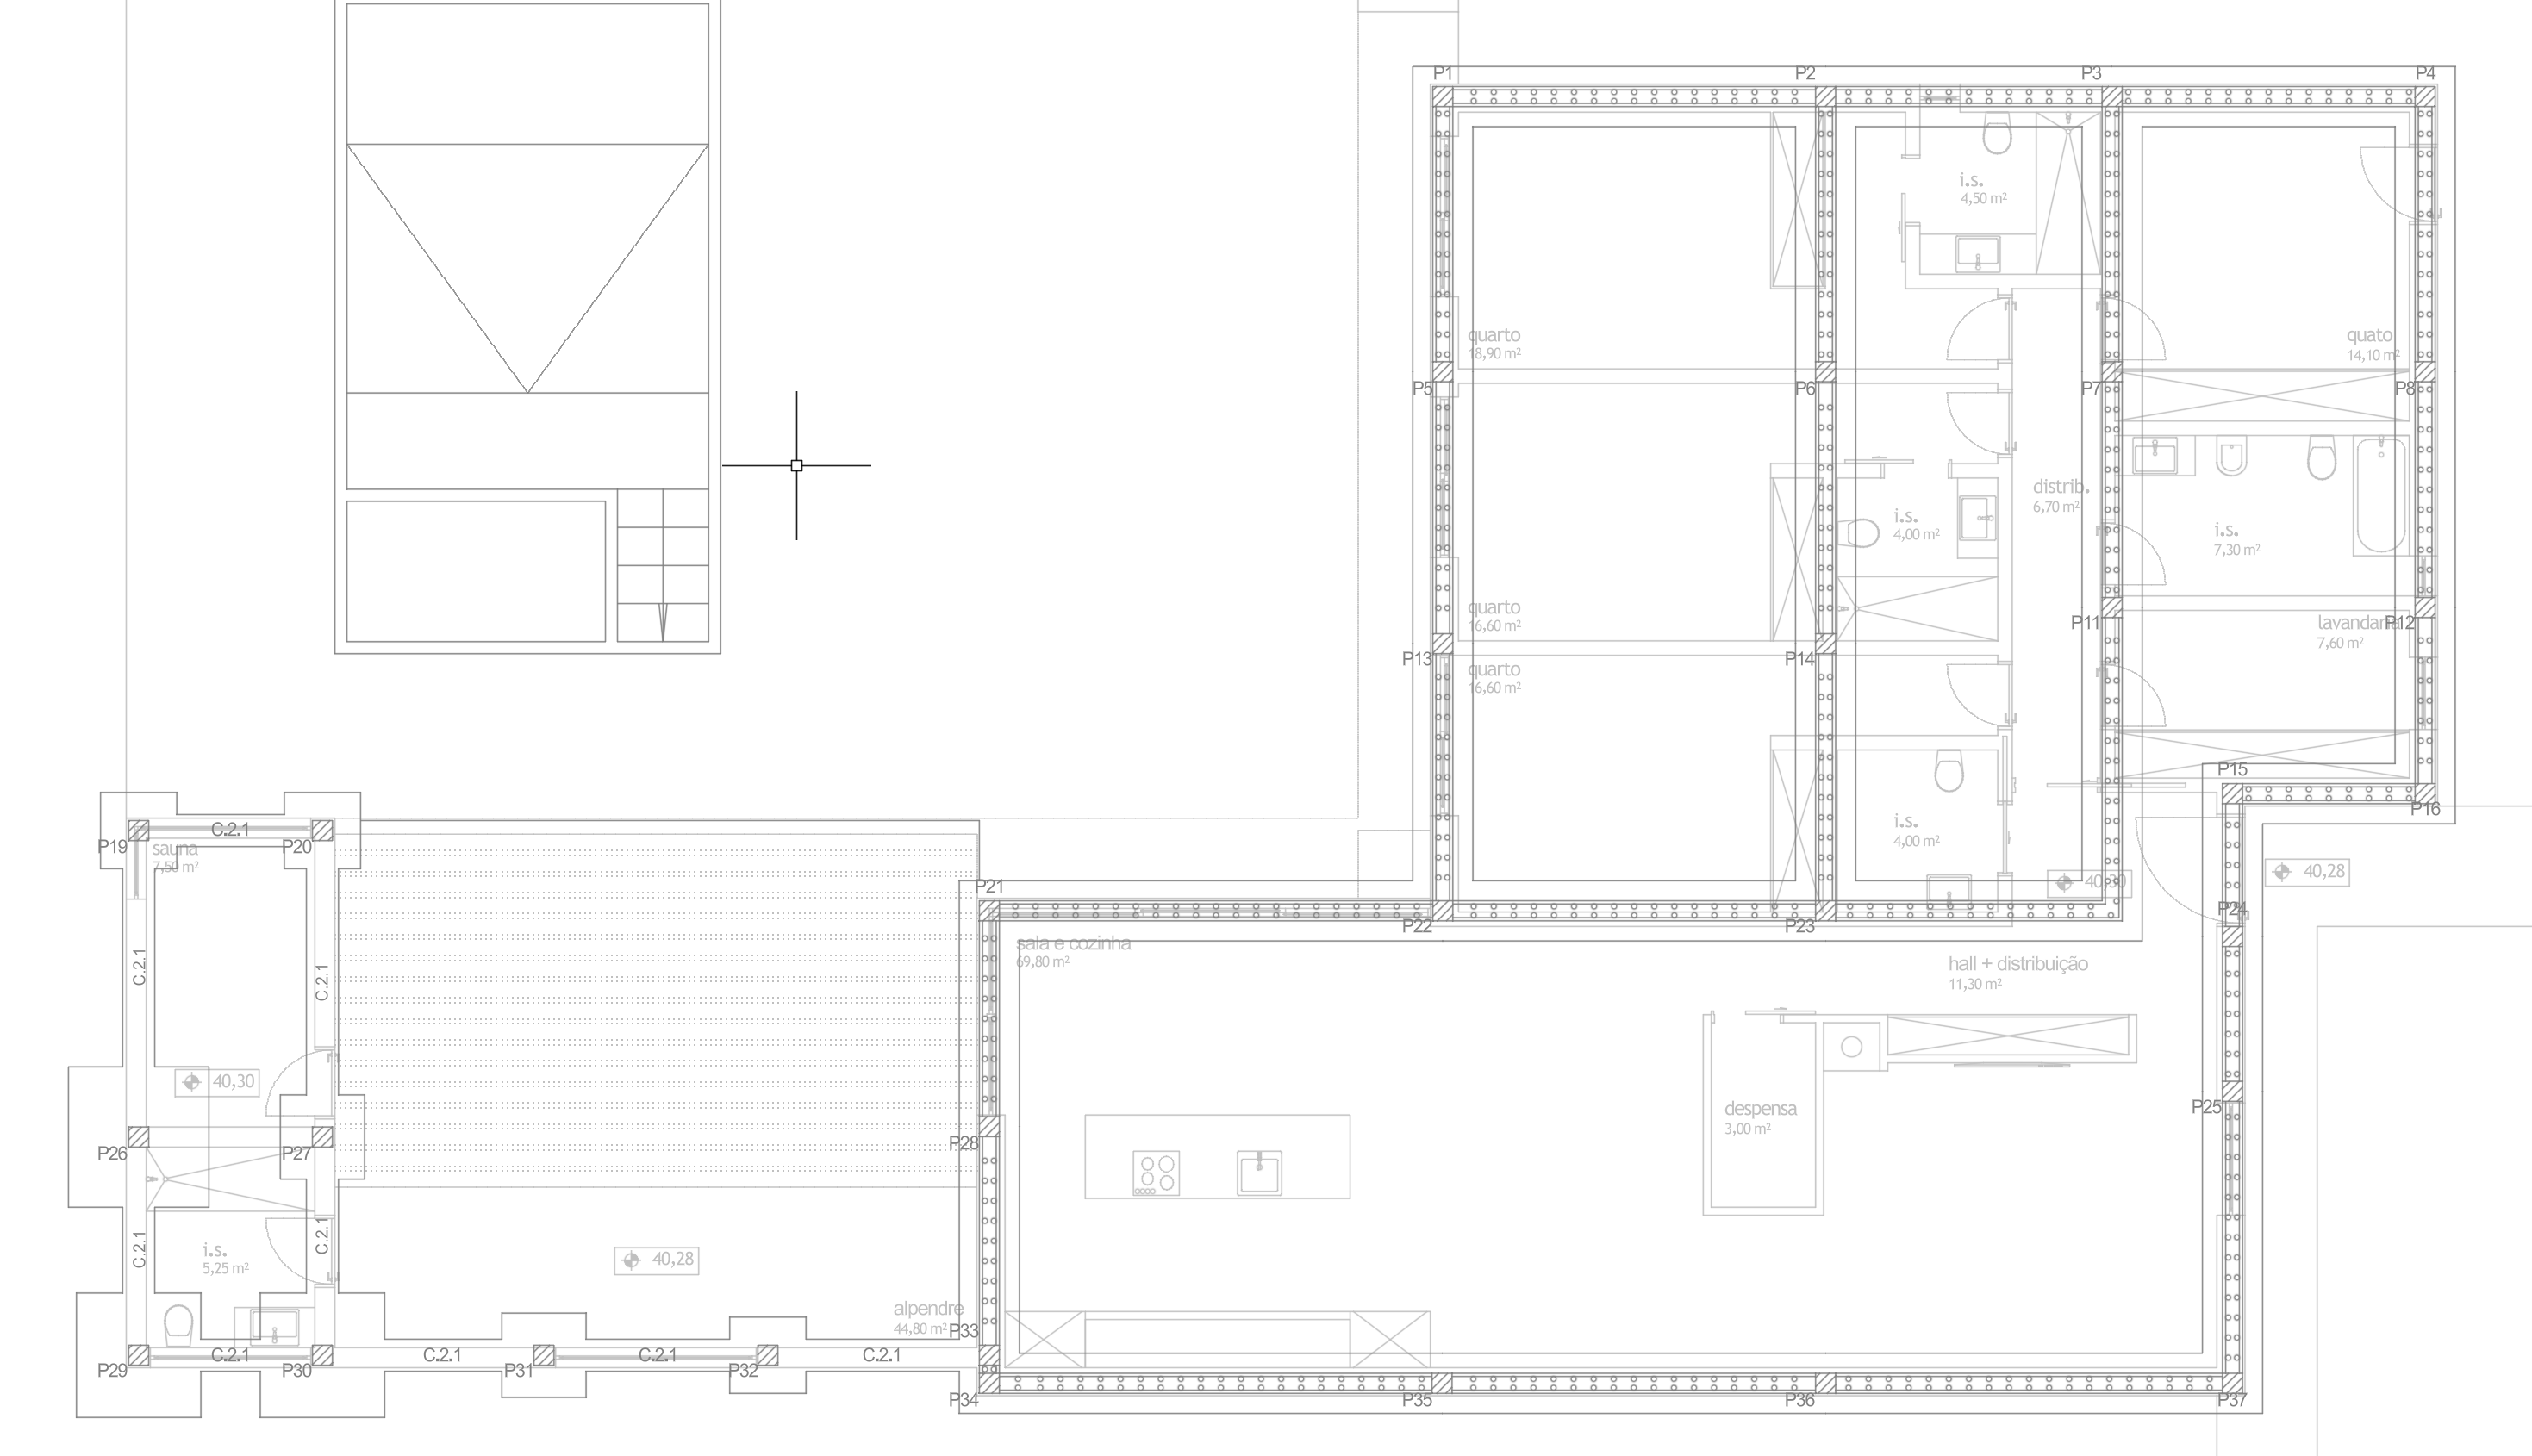 P1
P2
P3
P4
i.s.
4,50 m²
quarto
18,90 m²
quato
14,10 m²
P5
P6
P7
P8
distrib.
6,70 m²
i.s.
4,00 m²
i.s.
7,30 m²
quarto
16,60 m²
P11
lavandaria
7,60 m²
P12
P13
P14
quarto
16,60 m²
P15
P16
C.2.1
P19
sauna
7,50 m²
P20
i.s.
4,00 m²
40,30
40,28
P21
P22
P23
P24
C.2.1
C.2.1
sala e cozinha
69,80 m²
hall + distribuição
11,30 m²
40,30
despensa
3,00 m²
P25
P26
P27
P28
C.2.1
C.2.1
i.s.
5,25 m²
40,28
alpendre
44,80 m²
P33
P29
C.2.1
P30
C.2.1
P31
C.2.1
P32
C.2.1
P34
P35
P36
P37